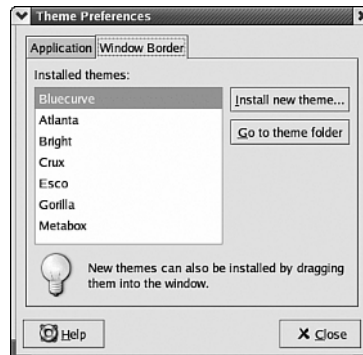 Theme Preferences
Application
Window Border
Installed themes:
Bluecurve
Atlanta
Bright
Crux
Esco
Gorilla
Metabox
Install new theme...
Go to theme folder
New themes can also be installed by dragging
them into the window.
Help
Close